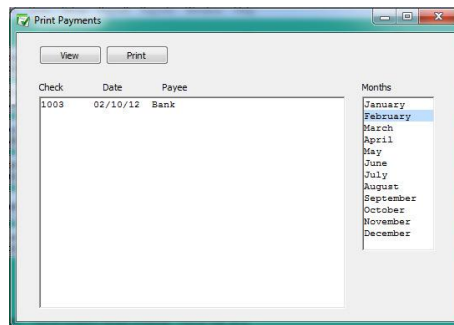 Print Payments
View Print
Check Date Payee Months
1003 02/10/12 Bank
January
February
March
April
May
June
July
August
September
October
November
December